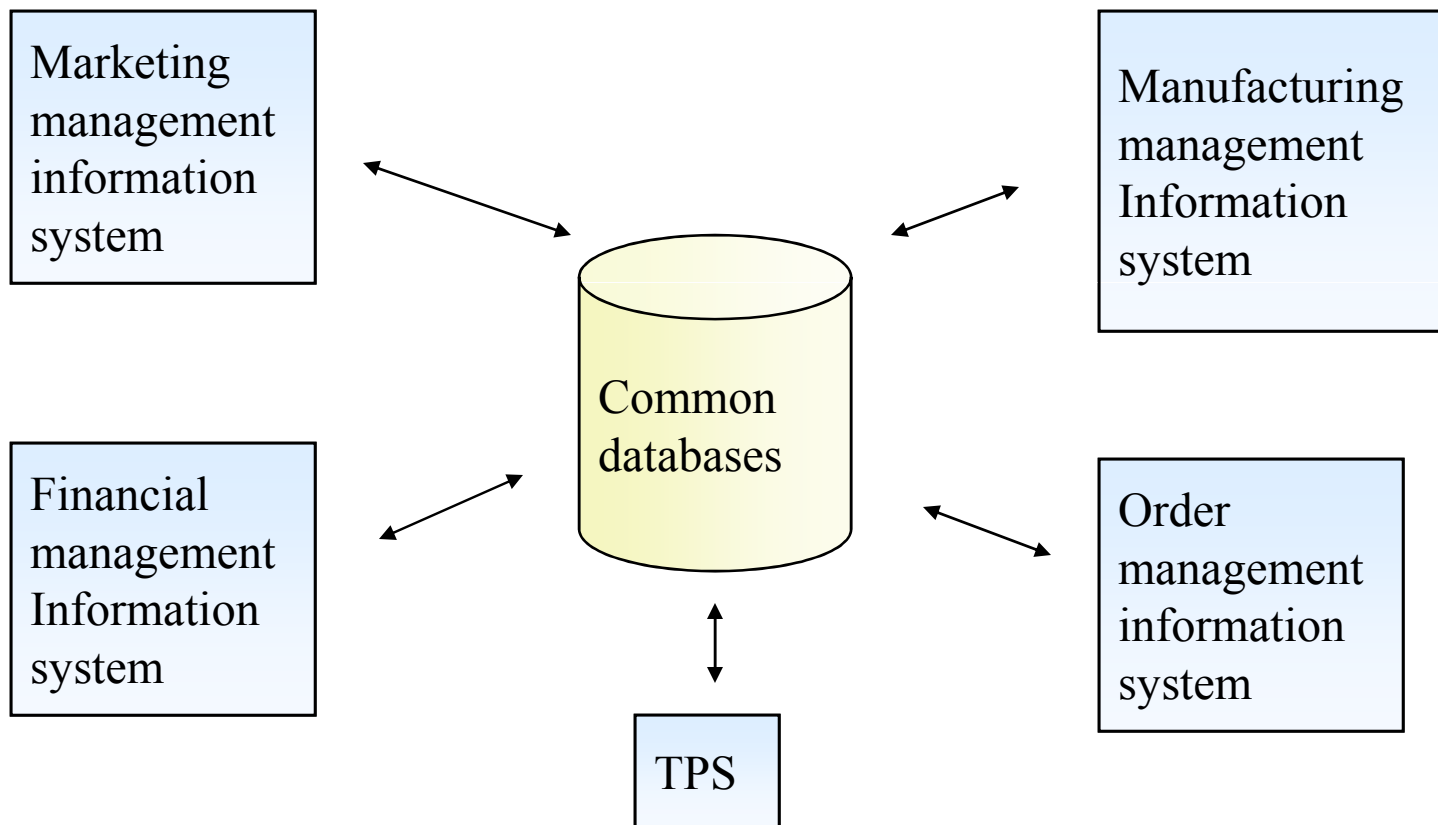 Marketing
management
information
system
Manufacturing
management
Information
system
Common
databases
Financial
management
Information
system
Order
management
information
system
TPS